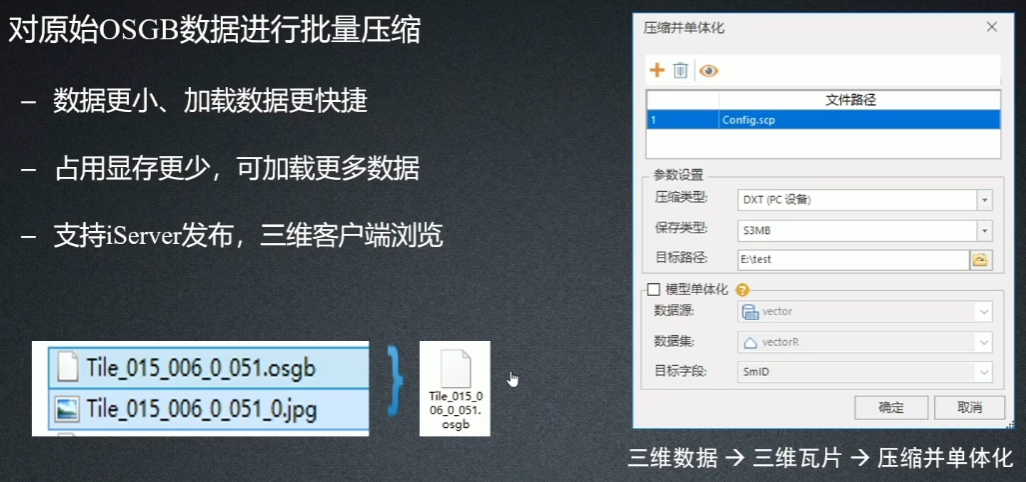 对原始OSGB数据进行批量压缩
– 数据更小、加载数据更快捷
– 占用显存更少，可加载更多数据
– 支持iServer发布，三维客户端浏览
Tile_015_006_0_051.osgb
Tile_015_006_0_051_0.jpg
Tile_015_0
06_0_051.
osgb
压缩并单体化
文件路径
1 Config.scp
参数设置
压缩类型: DXT (PC 设备)
保存类型: S3MB
目标路径: E:\test
模型单体化
数据源: vector
数据集: vectorR
目标字段: SmID
确定 取消
三维数据 → 三维瓦片 → 压缩并单体化